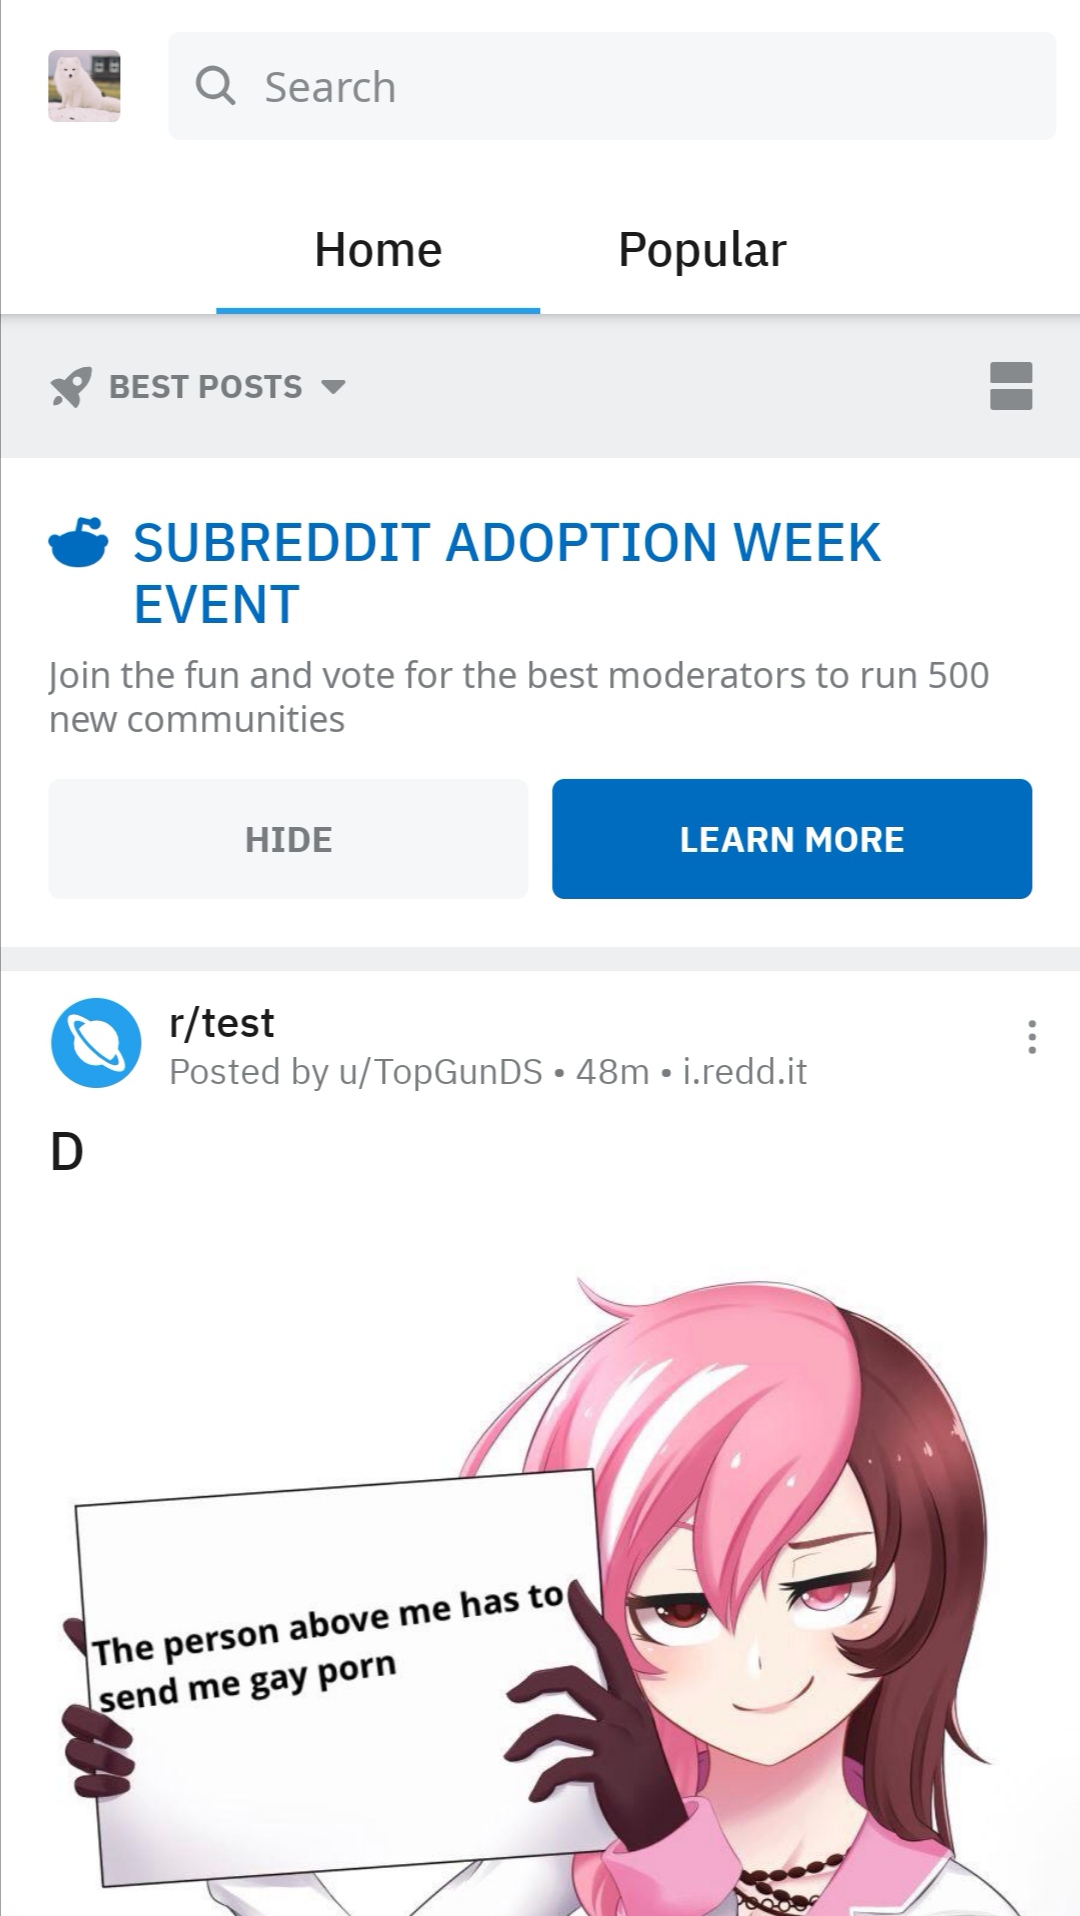 Search
Home
Popular
BEST POSTS
SUBREDDIT ADOPTION WEEK
EVENT
Join the fun and vote for the best moderators to run 500
new communities
HIDE
LEARN MORE
r/test
Posted by u/TopGunDS • 48m • i.redd.it
D
The person above me has to
send me gay porn